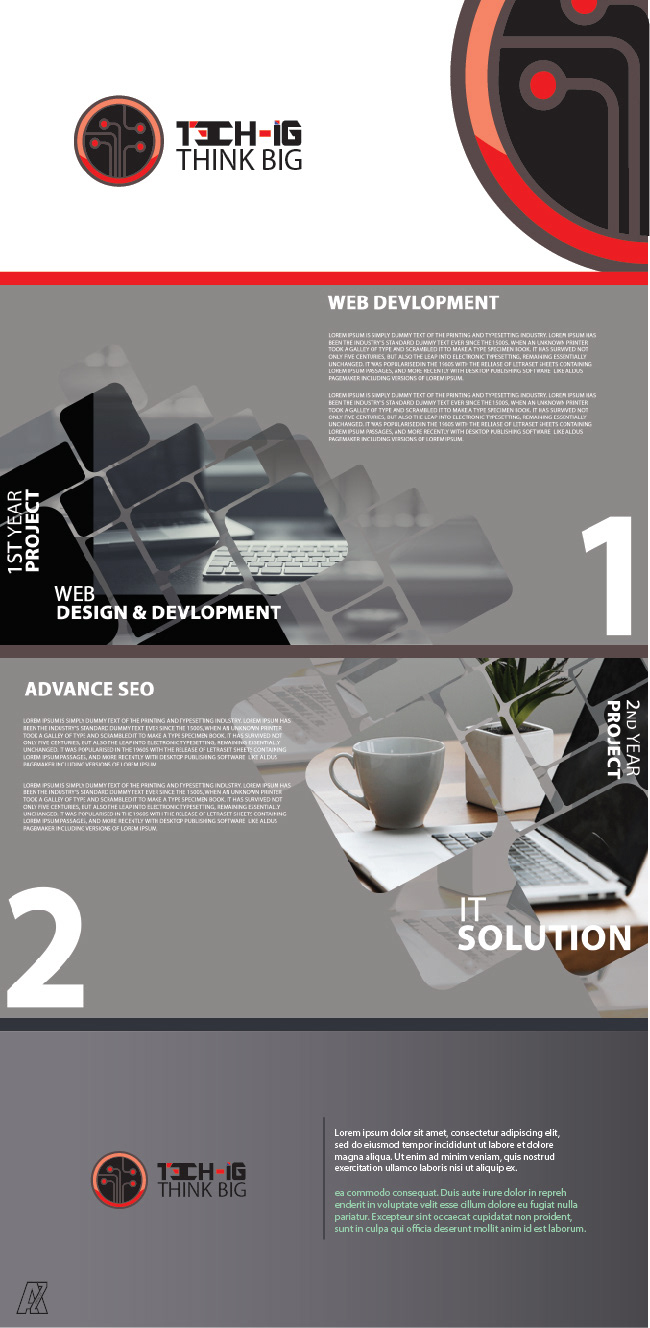 TECH-IG
THINK BIG
WEB DEVLOPMENT
LOREM IPSUM IS SIMPLY DUMMY TEXT OF THE PRINTING AND TYPESETTING INDUSTRY. LOREM IPSUM HAS
BEEN THE INDUSTRY'S STANDARD DUMMY TEXT EVER SINCE THE 1500S, WHEN AN UNKNOWN PRINTER
TOOK A GALLEY OF TYPE AND SCRAMBLED IT TO MAKE A TYPE SPECIMEN BOOK. IT HAS SURVIVED NOT
ONLY FIVE CENTURIES, BUT ALSO THE LEAP INTO ELECTRONIC TYPESETTING, REMAINING ESSENTIALLY
UNCHANGED. IT WAS POPULARISED IN THE 1960S WITH THE RELEASE OF LETRASET SHEETS CONTAINING
LOREM IPSUM PASSAGES, AND MORE RECENTLY WITH DESKTOP PUBLISHING SOFTWARE LIKE ALDUS
PAGEMAKER INCLUDING VERSIONS OF LOREM IPSUM.
LOREM IPSUM IS SIMPLY DUMMY TEXT OF THE PRINTING AND TYPESETTING INDUSTRY. LOREM IPSUM HAS
BEEN THE INDUSTRY'S STANDARD DUMMY TEXT EVER SINCE THE 1500S, WHEN AN UNKNOWN PRINTER
TOOK A GALLEY OF TYPE AND SCRAMBLED IT TO MAKE A TYPE SPECIMEN BOOK. IT HAS SURVIVED NOT
ONLY FIVE CENTURIES, BUT ALSO THE LEAP INTO ELECTRONIC TYPESETTING, REMAINING ESSENTIALLY
UNCHANGED. IT WAS POPULARISED IN THE 1960S WITH THE RELEASE OF LETRASET SHEETS CONTAINING
LOREM IPSUM PASSAGES, AND MORE RECENTLY WITH DESKTOP PUBLISHING SOFTWARE LIKE ALDUS
PAGEMAKER INCLUDING VERSIONS OF LOREM IPSUM.
1ST YEAR
PROJECT
WEB
DESIGN & DEVLOPMENT
1
ADVANCE SEO
LOREM IPSUM IS SIMPLY DUMMY TEXT OF THE PRINTING AND TYPESETTING INDUSTRY. LOREM IPSUM HAS
BEEN THE INDUSTRY'S STANDARD DUMMY TEXT EVER SINCE THE 1500S, WHEN AN UNKNOWN PRINTER
TOOK A GALLEY OF TYPE AND SCRAMBLED IT TO MAKE A TYPE SPECIMEN BOOK. IT HAS SURVIVED NOT
ONLY FIVE CENTURIES, BUT ALSO THE LEAP INTO ELECTRONIC TYPESETTING, REMAINING ESSENTIALLY
UNCHANGED. IT WAS POPULARISED IN THE 1960S WITH THE RELEASE OF LETRASET SHEETS CONTAINING
LOREM IPSUM PASSAGES, AND MORE RECENTLY WITH DESKTOP PUBLISHING SOFTWARE LIKE ALDUS
PAGEMAKER INCLUDING VERSIONS OF LOREM IPSUM.
LOREM IPSUM IS SIMPLY DUMMY TEXT OF THE PRINTING AND TYPESETTING INDUSTRY. LOREM IPSUM HAS
BEEN THE INDUSTRY'S STANDARD DUMMY TEXT EVER SINCE THE 1500S, WHEN AN UNKNOWN PRINTER
TOOK A GALLEY OF TYPE AND SCRAMBLED IT TO MAKE A TYPE SPECIMEN BOOK. IT HAS SURVIVED NOT
ONLY FIVE CENTURIES, BUT ALSO THE LEAP INTO ELECTRONIC TYPESETTING, REMAINING ESSENTIALLY
UNCHANGED. IT WAS POPULARISED IN THE 1960S WITH THE RELEASE OF LETRASET SHEETS CONTAINING
LOREM IPSUM PASSAGES, AND MORE RECENTLY WITH DESKTOP PUBLISHING SOFTWARE LIKE ALDUS
PAGEMAKER INCLUDING VERSIONS OF LOREM IPSUM.
2ND YEAR
PROJECT
2
IT
SOLUTION
TECH-IG
THINK BIG
Lorem ipsum dolor sit amet, consectetur adipiscing elit,
sed do eiusmod tempor incididunt ut labore et dolore
magna aliqua. Ut enim ad minim veniam, quis nostrud
exercitation ullamco laboris nisi ut aliquip ex.
ea commodo consequat. Duis aute irure dolor in repreh
enderit in voluptate velit esse cillum dolore eu fugiat nulla
pariatur. Excepteur sint occaecat cupidatat non proident,
sunt in culpa qui officia deserunt mollit anim id est laborum.